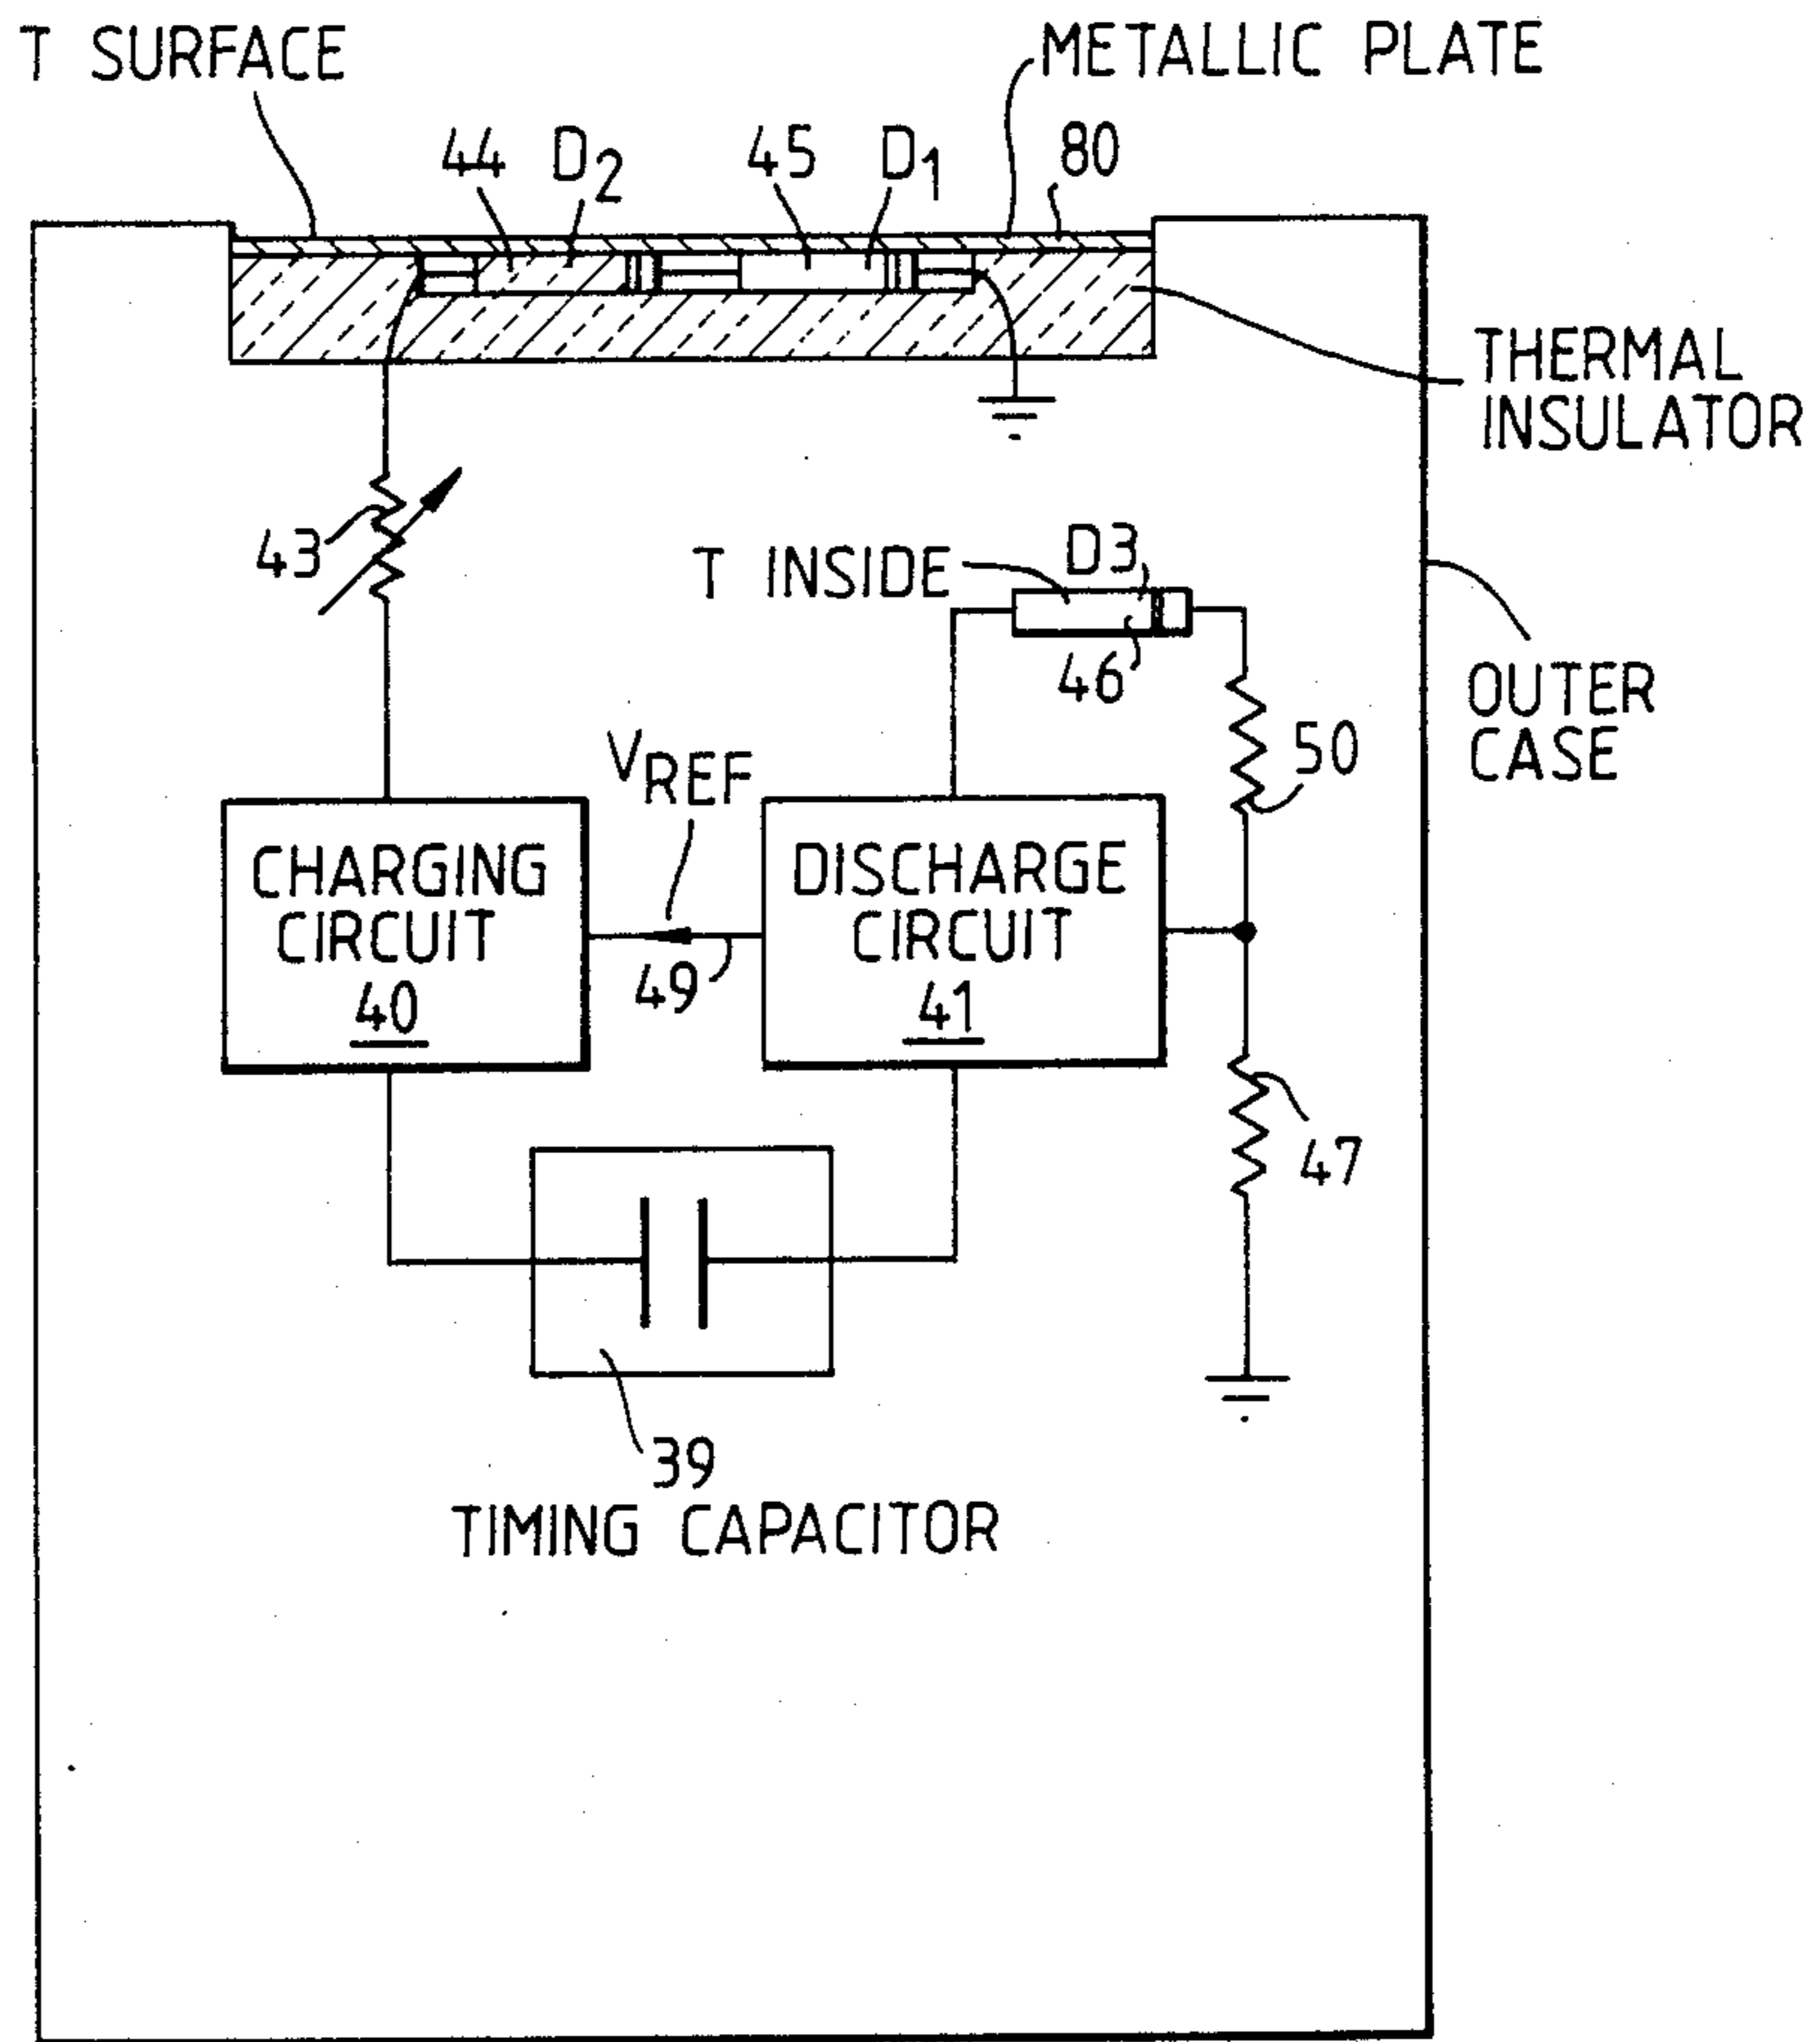 T SURFACE
METALLIC PLATE
44 D2 45 D1 80
THERMAL
INSULATOR
43
T INSIDE
D3
46
OUTER
CASE
50
VREF
CHARGING
CIRCUIT
40
49
DISCHARGE
CIRCUIT
41
47
39
TIMING CAPACITOR